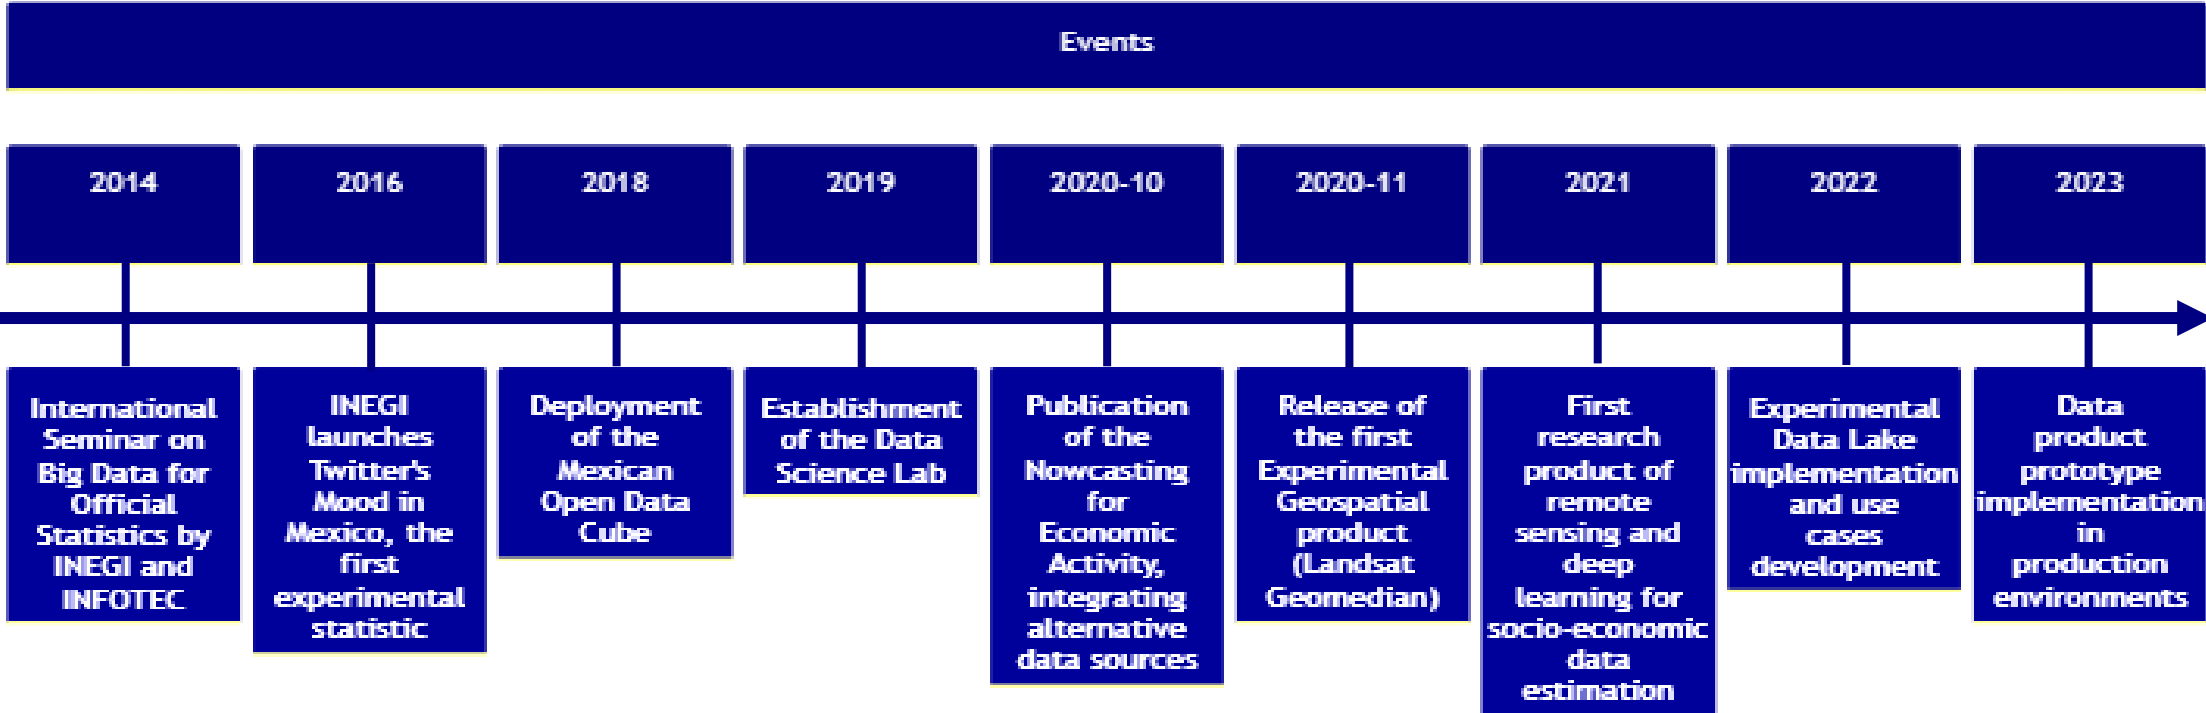 Events
2014
2016
2018
2019
2020-10
2020-11
2021
2022
2023
International
Seminar on
Big Data for
Official
Statistics by
INEGI and
INFOTEC
INEGI
launches
Twitter's
Mood in
Mexico, the
first
experimental
statistic
Deployment
of the
Mexican
Open Data
Cube
Establishment
of the Data
Science Lab
Publication
of the
Nowcasting
for
Economic
Activity,
integrating
alternative
data sources
Release of
the first
Experimental
Geospatial
product
(Landsat
Geomedian)
First
research
product of
remote
sensing and
deep
learning for
socio-economic
data
estimation
Experimental
Data Lake
implementation
and use
cases
development
Data
product
prototype
implementation
in
production
environments